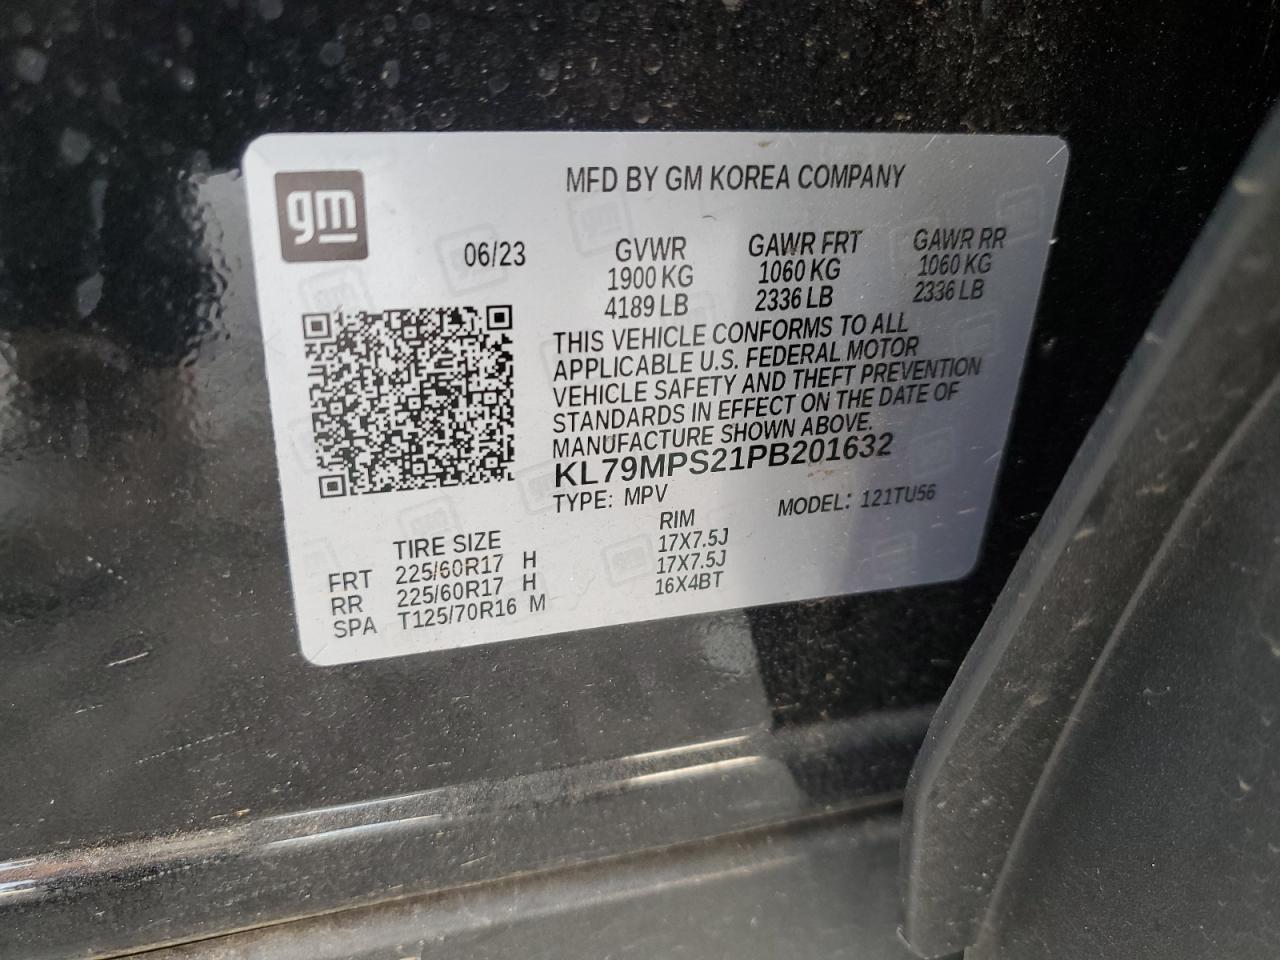 gm
MFD BY GM KOREA COMPANY
06/23
GVWR GAWR FRT GAWR RR
1900 KG 1060 KG 1060 KG
4189 LB 2336 LB 2336 LB
THIS VEHICLE CONFORMS TO ALL
APPLICABLE U.S. FEDERAL MOTOR
VEHICLE SAFETY AND THEFT PREVENTION
STANDARDS IN EFFECT ON THE DATE OF
MANUFACTURE SHOWN ABOVE.
KL79MPS21PB201632
TYPE: MPV MODEL: 121TU56
TIRE SIZE RIM
FRT 225/60R17 H 17X7.5J
RR 225/60R17 H 17X7.5J
SPA T125/70R16 M 16X4BT